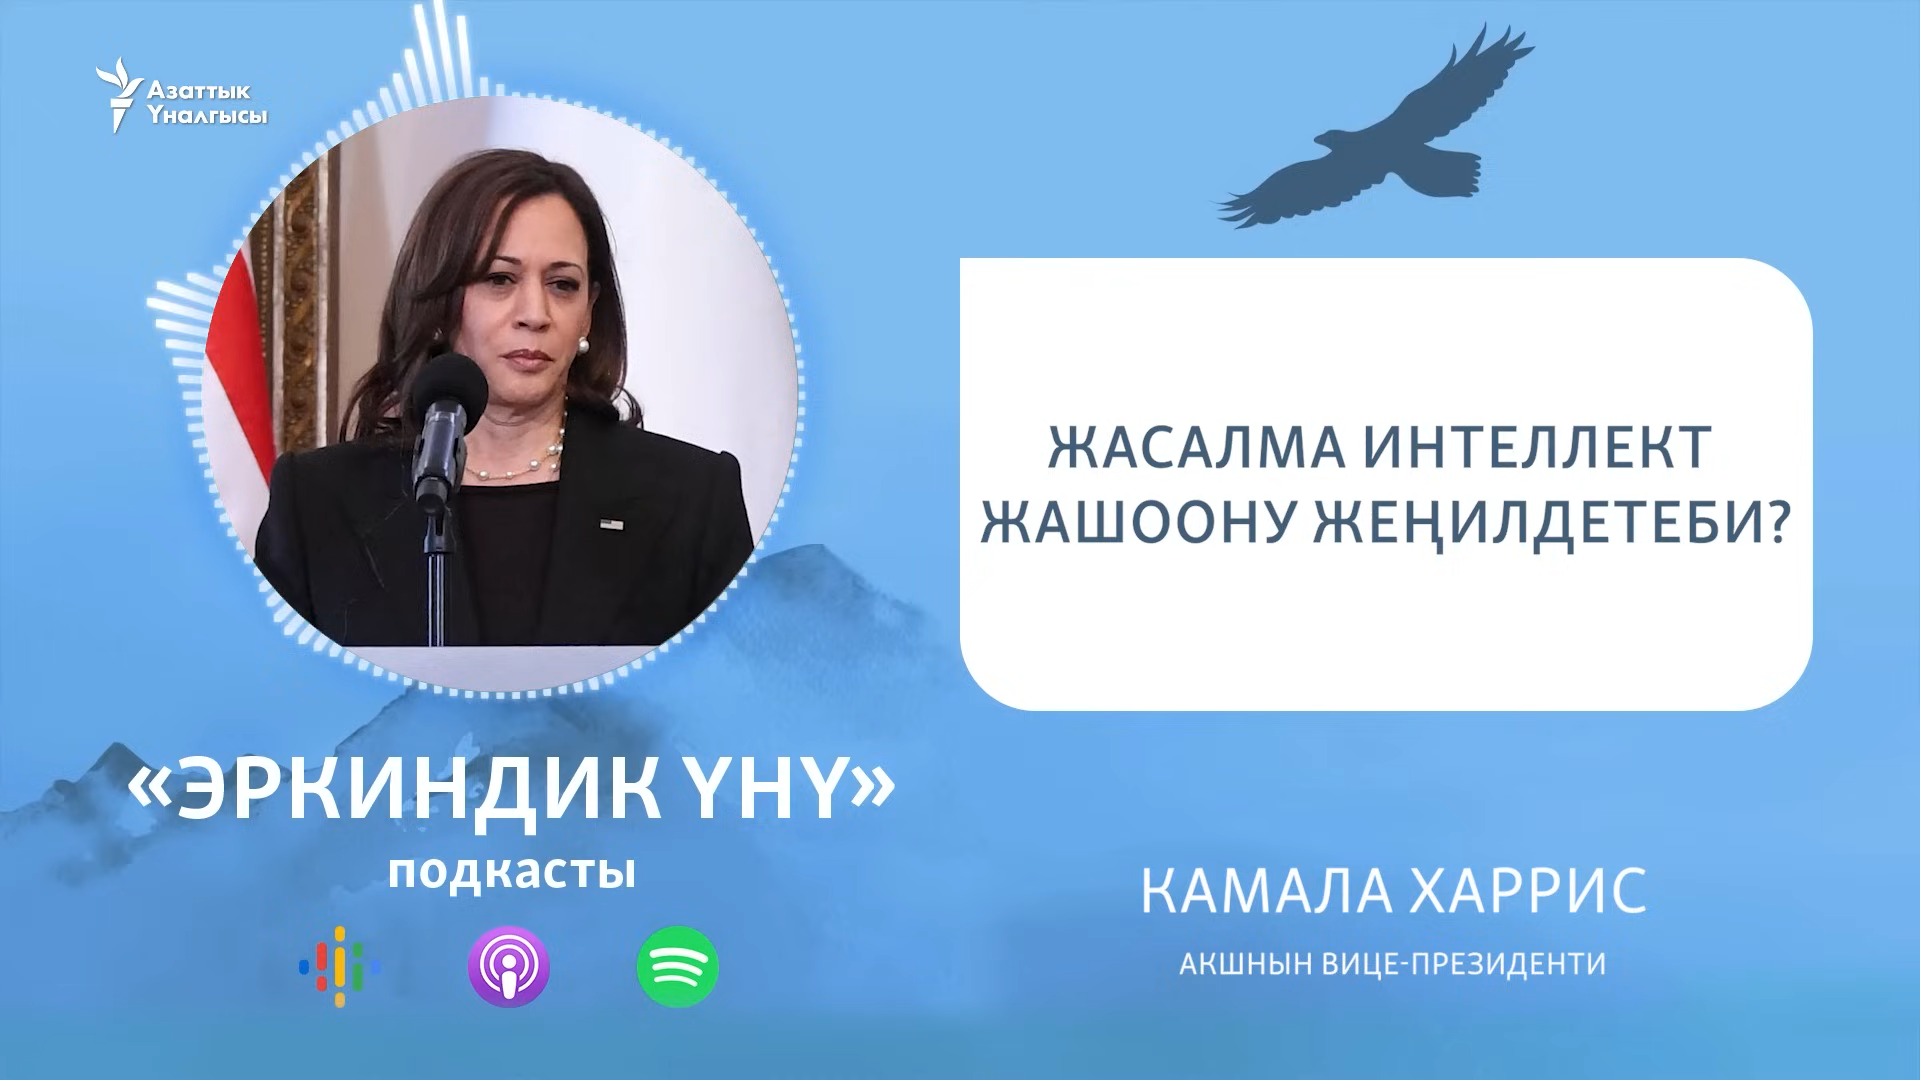 Азаттык
Үналгысы
ЖАСАЛМА ИНТЕЛЛЕКТ
ЖАШООНУ ЖЕҢИЛДЕТЕБИ?
«ЭРКИНДИК ҮНҮ»
подкасты
КАМАЛА ХАРРИС
АКШНЫН ВИЦЕ-ПРЕЗИДЕНТИ